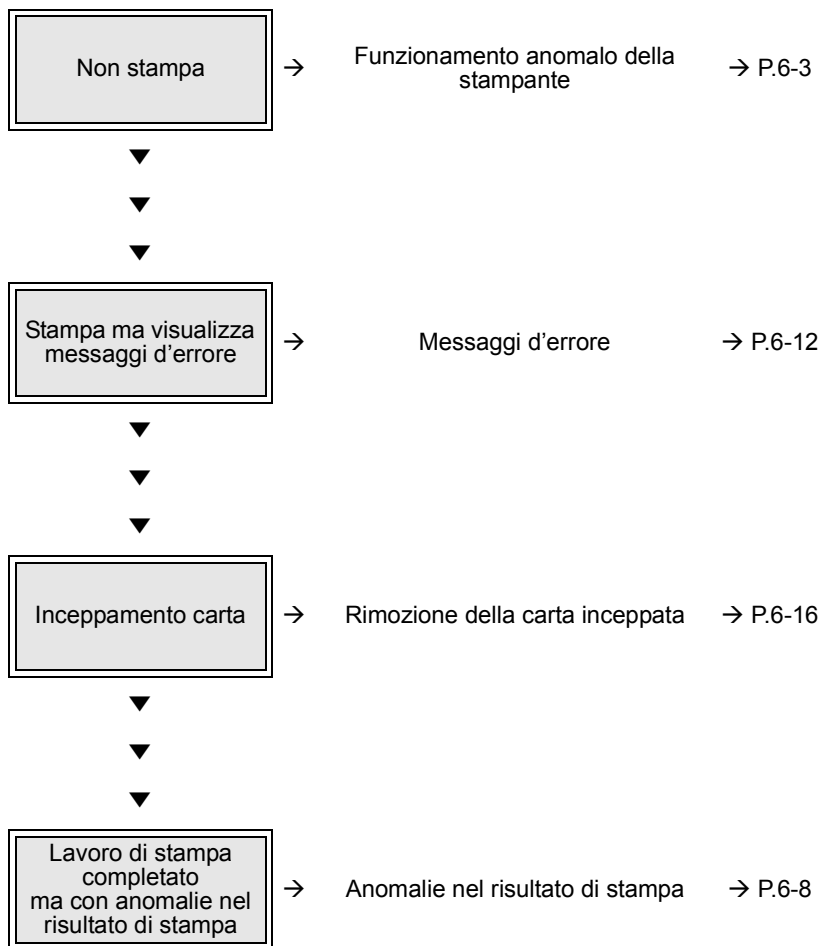 Non stampa → Funzionamento anomalo della
stampante → P.6-3
▼
▼
▼
Stampa ma visualizza
messaggi d’errore → Messaggi d’errore → P.6-12
▼
▼
▼
Inceppamento carta → Rimozione della carta inceppata → P.6-16
▼
▼
▼
Lavoro di stampa
completato
ma con anomalie nel
risultato di stampa → Anomalie nel risultato di stampa → P.6-8